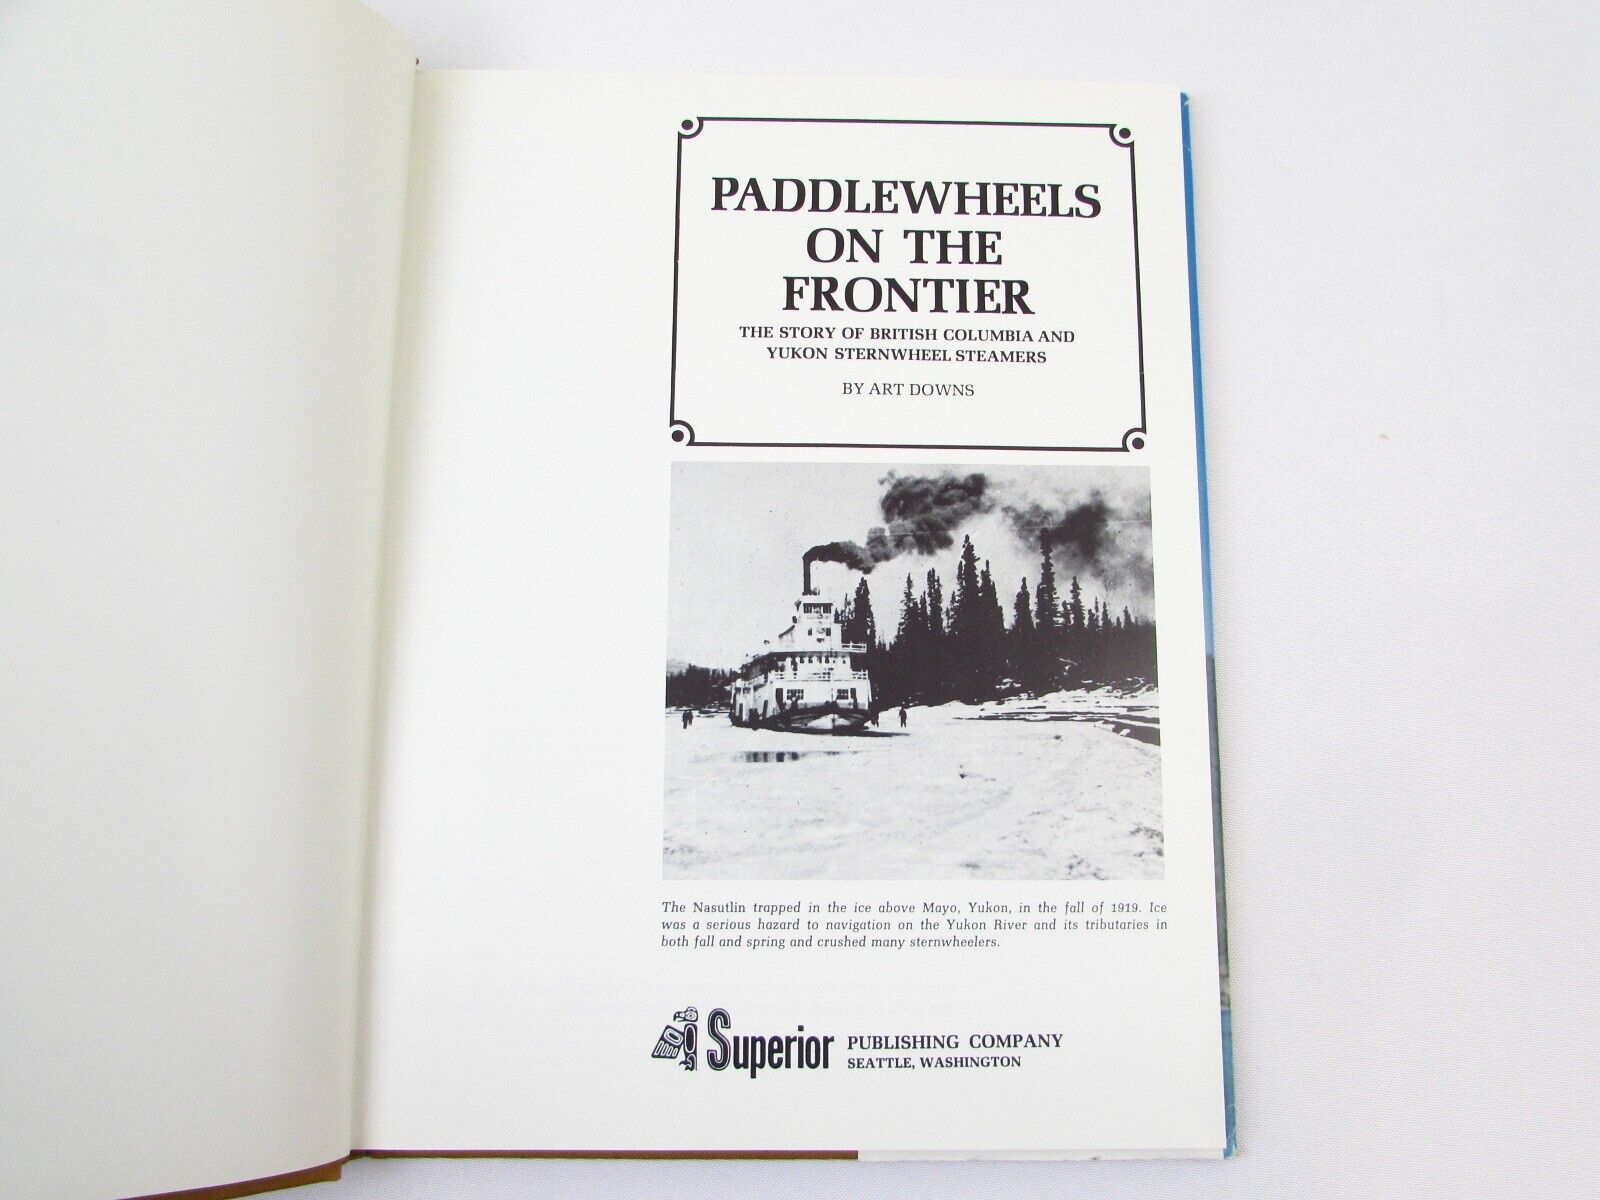 PADDLEWHEELS
ON THE
FRONTIER
THE STORY OF BRITISH COLUMBIA AND
YUKON STERNWHEEL STEAMERS
BY ART DOWNS
The Nasutlin trapped in the ice above Mayo, Yukon, in the fall of 1919. Ice
was a serious hazard to navigation on the Yukon River and its tributaries in
both fall and spring and crushed many sternwheelers.
Superior PUBLISHING COMPANY
SEATTLE, WASHINGTON